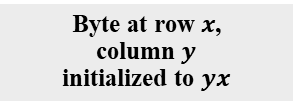 Byte at row x,
column y
initialized to yx